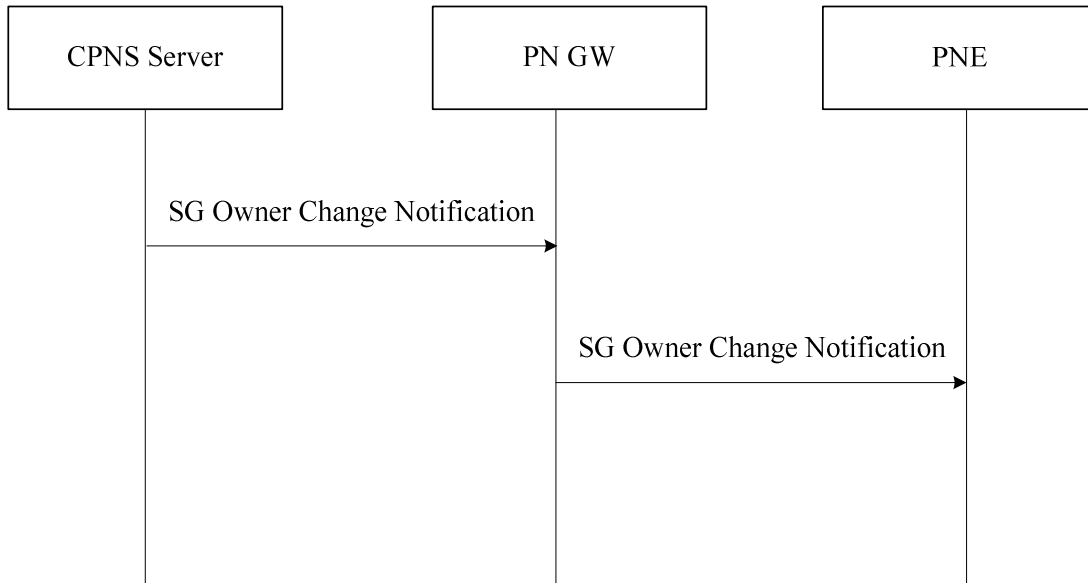 CPNS Server
PN GW
PNE
SG Owner Change Notification
SG Owner Change Notification